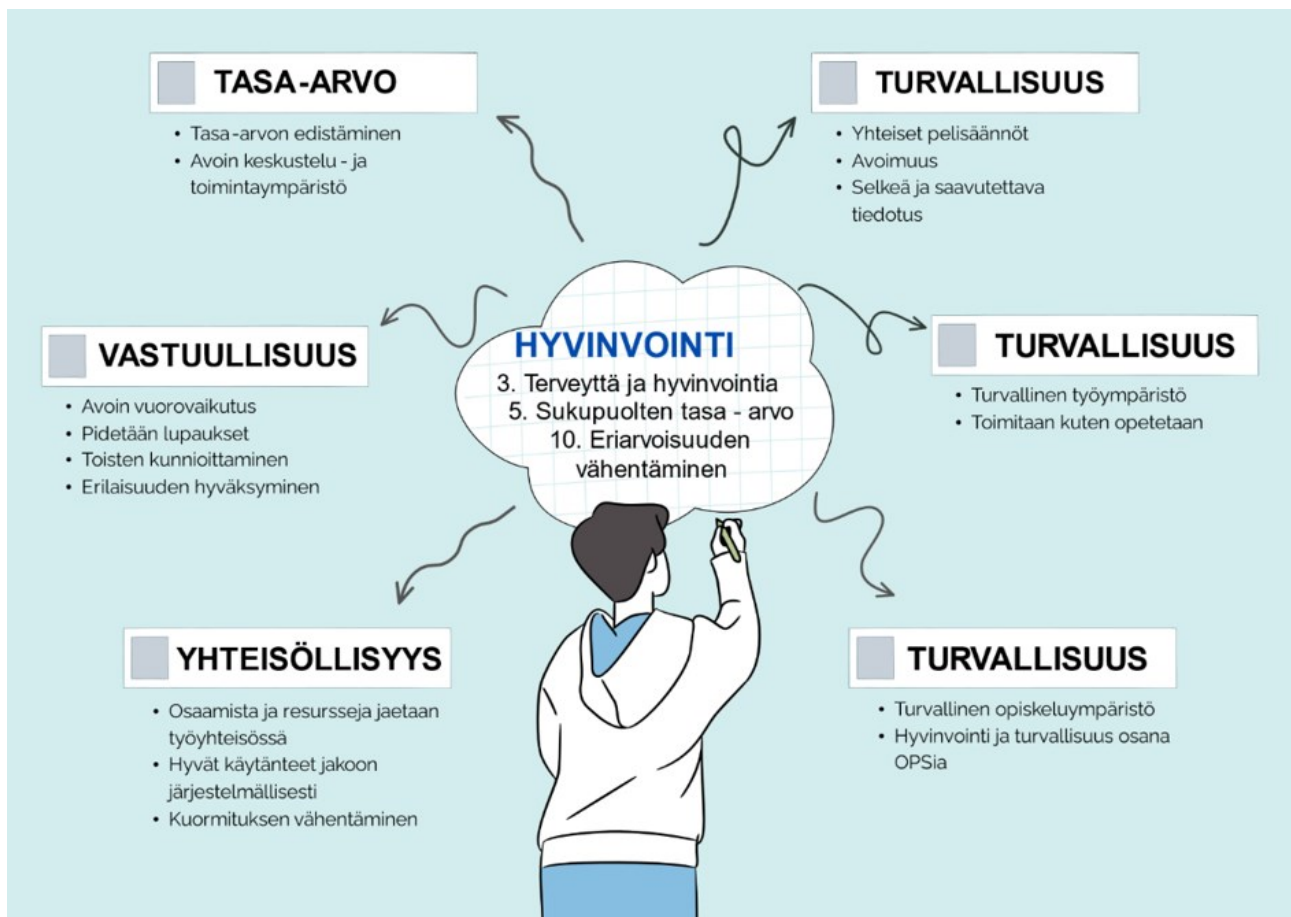 TASA-ARVO
• Tasa-arvon edistäminen
• Avoin keskustelu - ja
toimintaympäristö
TURVALLISUUS
• Yhteiset pelisäännöt
• Avoimuus
• Selkeä ja saavutettava
tiedotus
VASTUULLISUUS
• Avoin vuorovaikutus
• Pidetään lupaukset
• Toisten kunnioittaminen
• Erilaisuuden hyväksyminen
HYVINVOINTI
3. Terveyttä ja hyvinvointia
5. Sukupuolten tasa - arvo
10. Eriarvoisuuden
vähentäminen
TURVALLISUUS
• Turvallinen työympäristö
• Toimitaan kuten opetetaan
YHTEISÖLLISYYS
• Osaamista ja resursseja jaetaan
työyhteisössä
• Hyvät käytänteet jakoon
järjestelmällisesti
• Kuormituksen vähentäminen
TURVALLISUUS
• Turvallinen opiskeluympäristö
• Hyvinvointi ja turvallisuus osana
OPSia